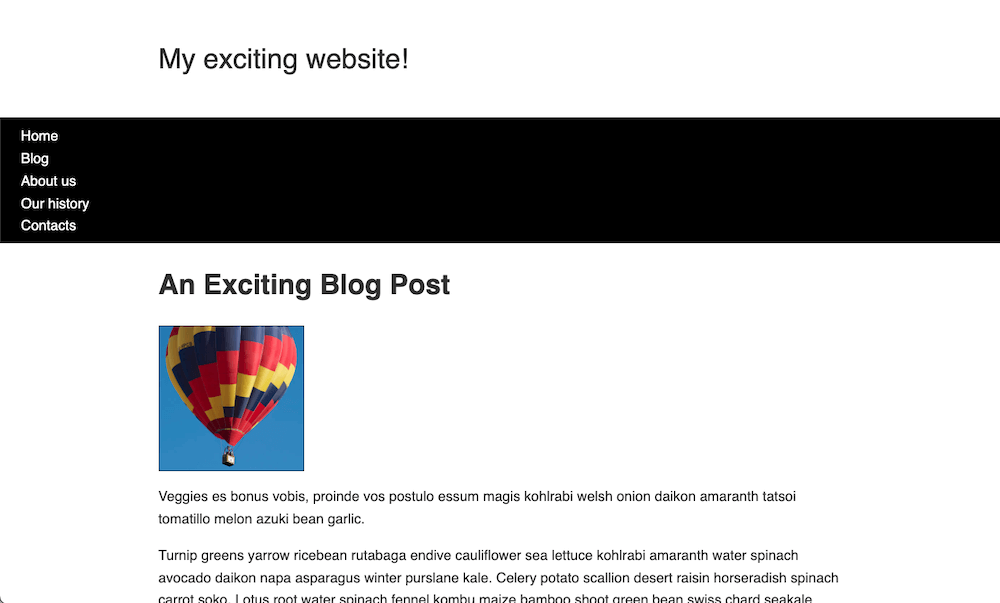 My exciting website!
Home
Blog
About us
Our history
Contacts
An Exciting Blog Post
Veggies es bonus vobis, proinde vos postulo essum magis kohlrabi welsh onion daikon amaranth tatsoi
tomatillo melon azuki bean garlic.
Turnip greens yarrow ricebean rutabaga endive cauliflower sea lettuce kohlrabi amaranth water spinach
avocado daikon napa asparagus winter purslane kale. Celery potato scallion desert raisin horseradish spinach
carrot soko. Lotus root water spinach fennel kombu maize bamboo shoot green bean swiss chard seakale